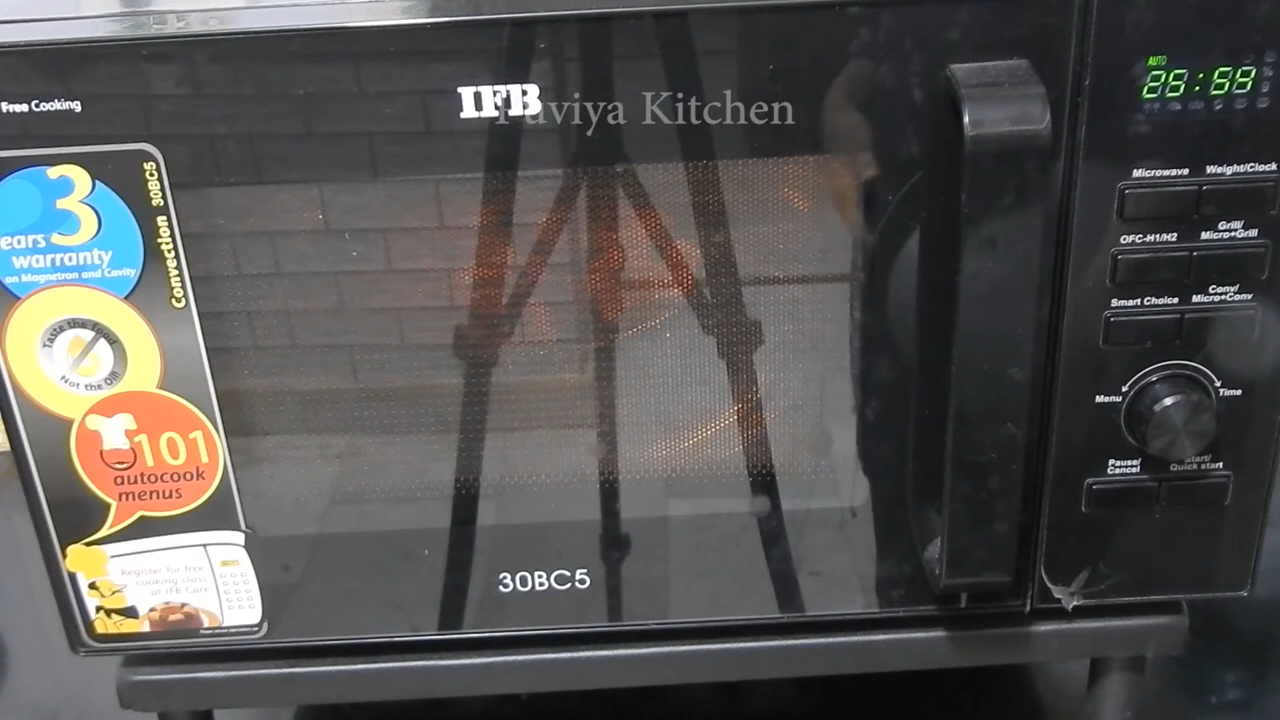 Free Cooking
IFB
Kitchen
3
warranty
on Magnetron and Cavity
Convection 30BC5
Taste the food
Not the Oil!
101
autocook
menus
Register for free
cooking class
at IFB Care
30BC5
AUTO
Microwave
Weight/Clock
OFC-H1/H2
Grill/
Micro+Grill
Smart Choice
Conv/
Micro+Conv
Menu
Time
Pause/
Cancel
Start/
Quick start